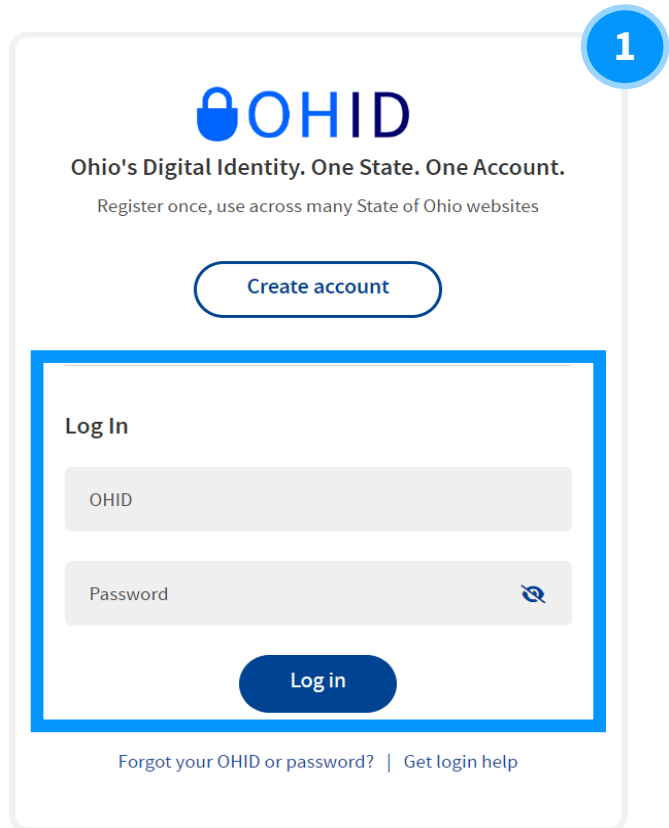 1
OHID
Ohio's Digital Identity. One State. One Account.
Register once, use across many State of Ohio websites
Create account
Log In
OHID
Password
Log in
Forgot your OHID or password? | Get login help